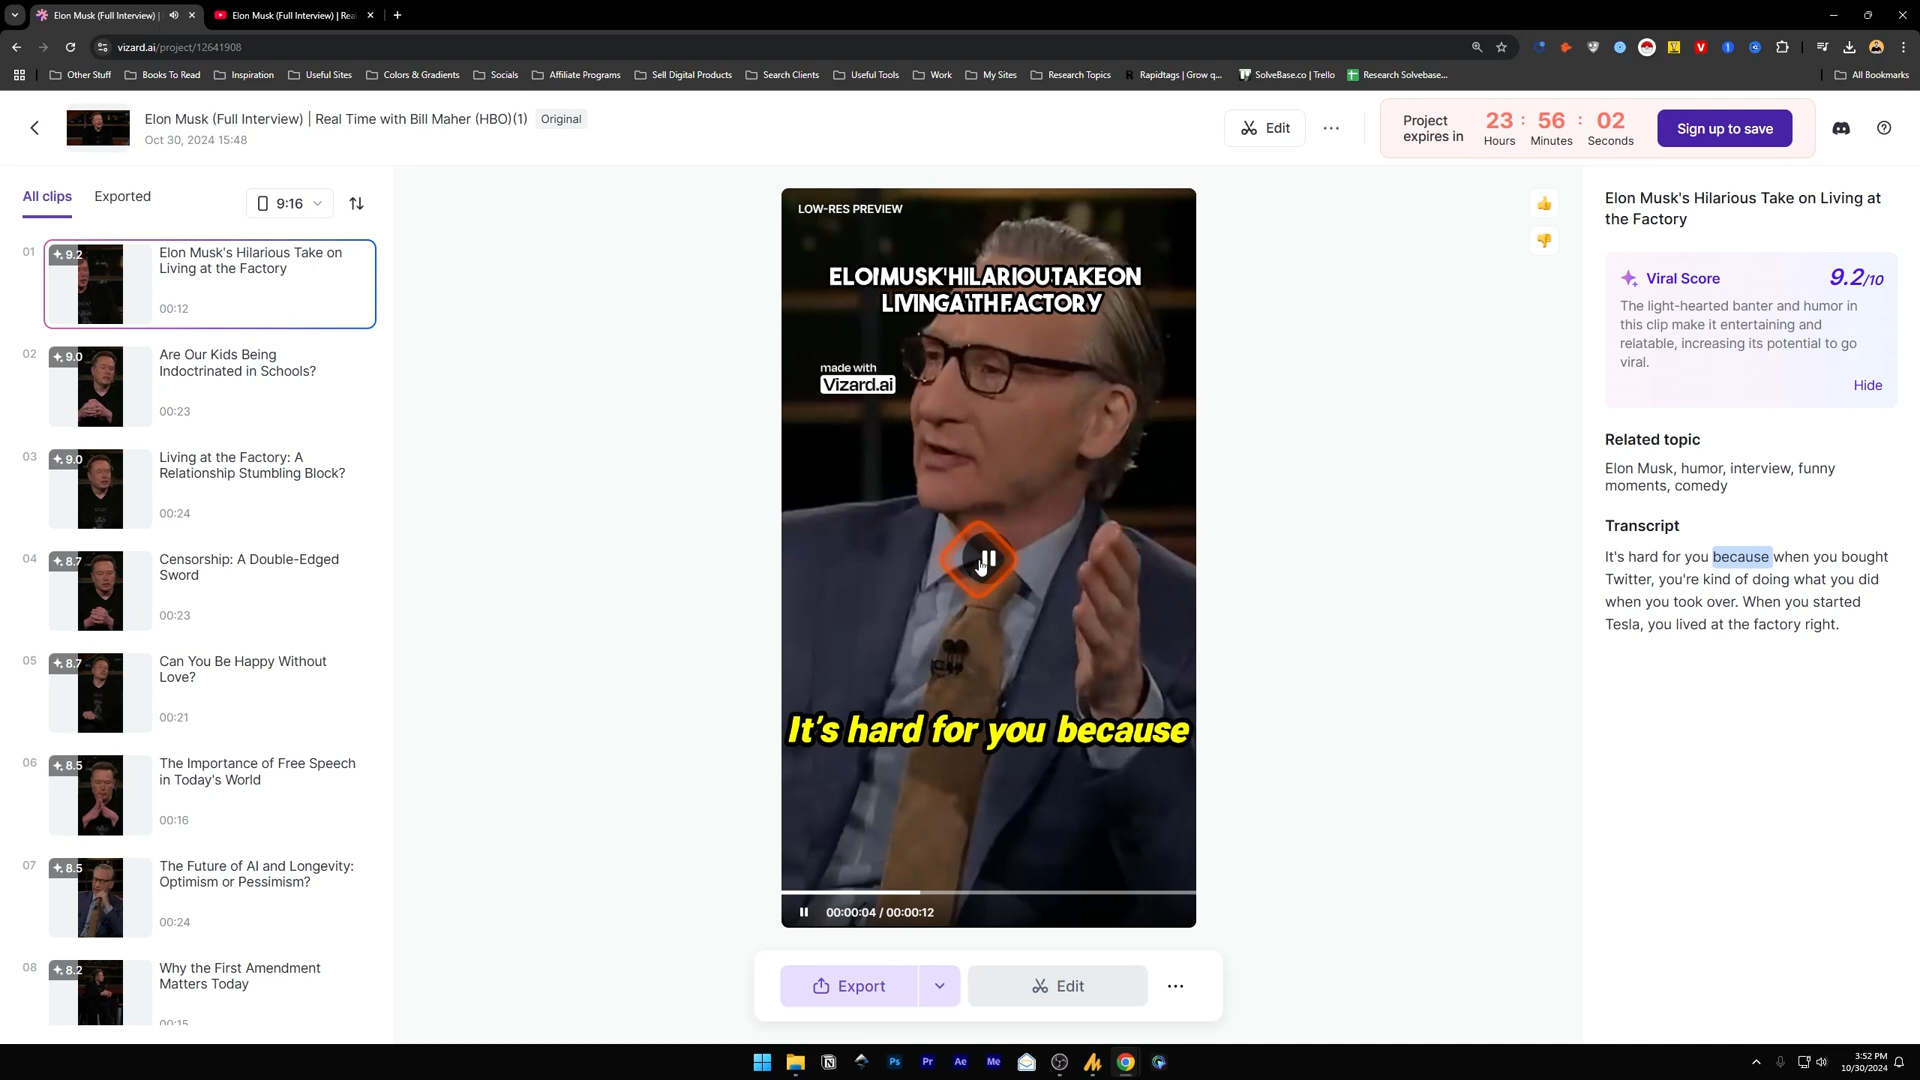 Elon Musk (Full Interview) |
Elon Musk (Full Interview) | Rea
vizard.ai/project/12641908
Other Stuff
Books To Read
Inspiration
Useful Sites
Colors & Gradients
Socials
Affiliate Programs
Sell Digital Products
Search Clients
Useful Tools
Work
My Sites
Research Topics
Rapidtags | Grow q...
SolveBase.co | Trello
Research Solvebase...
All Bookmarks
Elon Musk (Full Interview) | Real Time with Bill Maher (HBO)(1)
Original
Oct 30, 2024 15:48
Edit
Project
expires in
23 : 56 : 02
Hours Minutes Seconds
Sign up to save
All clips
Exported
9:16
01
9.2
Elon Musk's Hilarious Take on
Living at the Factory
00:12
02
9.0
Are Our Kids Being
Indoctrinated in Schools?
00:23
03
9.0
Living at the Factory: A
Relationship Stumbling Block?
00:24
04
8.7
Censorship: A Double-Edged
Sword
00:23
05
8.7
Can You Be Happy Without
Love?
00:21
06
8.5
The Importance of Free Speech
in Today's World
00:16
07
8.5
The Future of AI and Longevity:
Optimism or Pessimism?
00:24
08
8.2
Why the First Amendment
Matters Today
00:15
LOW-RES PREVIEW
ELOIMUSK'HILARIOUTAKEON
LIVINGA1THFACTORY
made with
Vizard.ai
It's hard for you because
00:00:04 / 00:00:12
Export
Edit
Elon Musk's Hilarious Take on Living at
the Factory
Viral Score
9.2/10
The light-hearted banter and humor in
this clip make it entertaining and
relatable, increasing its potential to go
viral.
Hide
Related topic
Elon Musk, humor, interview, funny
moments, comedy
Transcript
It's hard for you because when you bought
Twitter, you're kind of doing what you did
when you took over. When you started
Tesla, you lived at the factory right.
Ps
Pr
Ae
Me
3:52 PM
10/30/2024